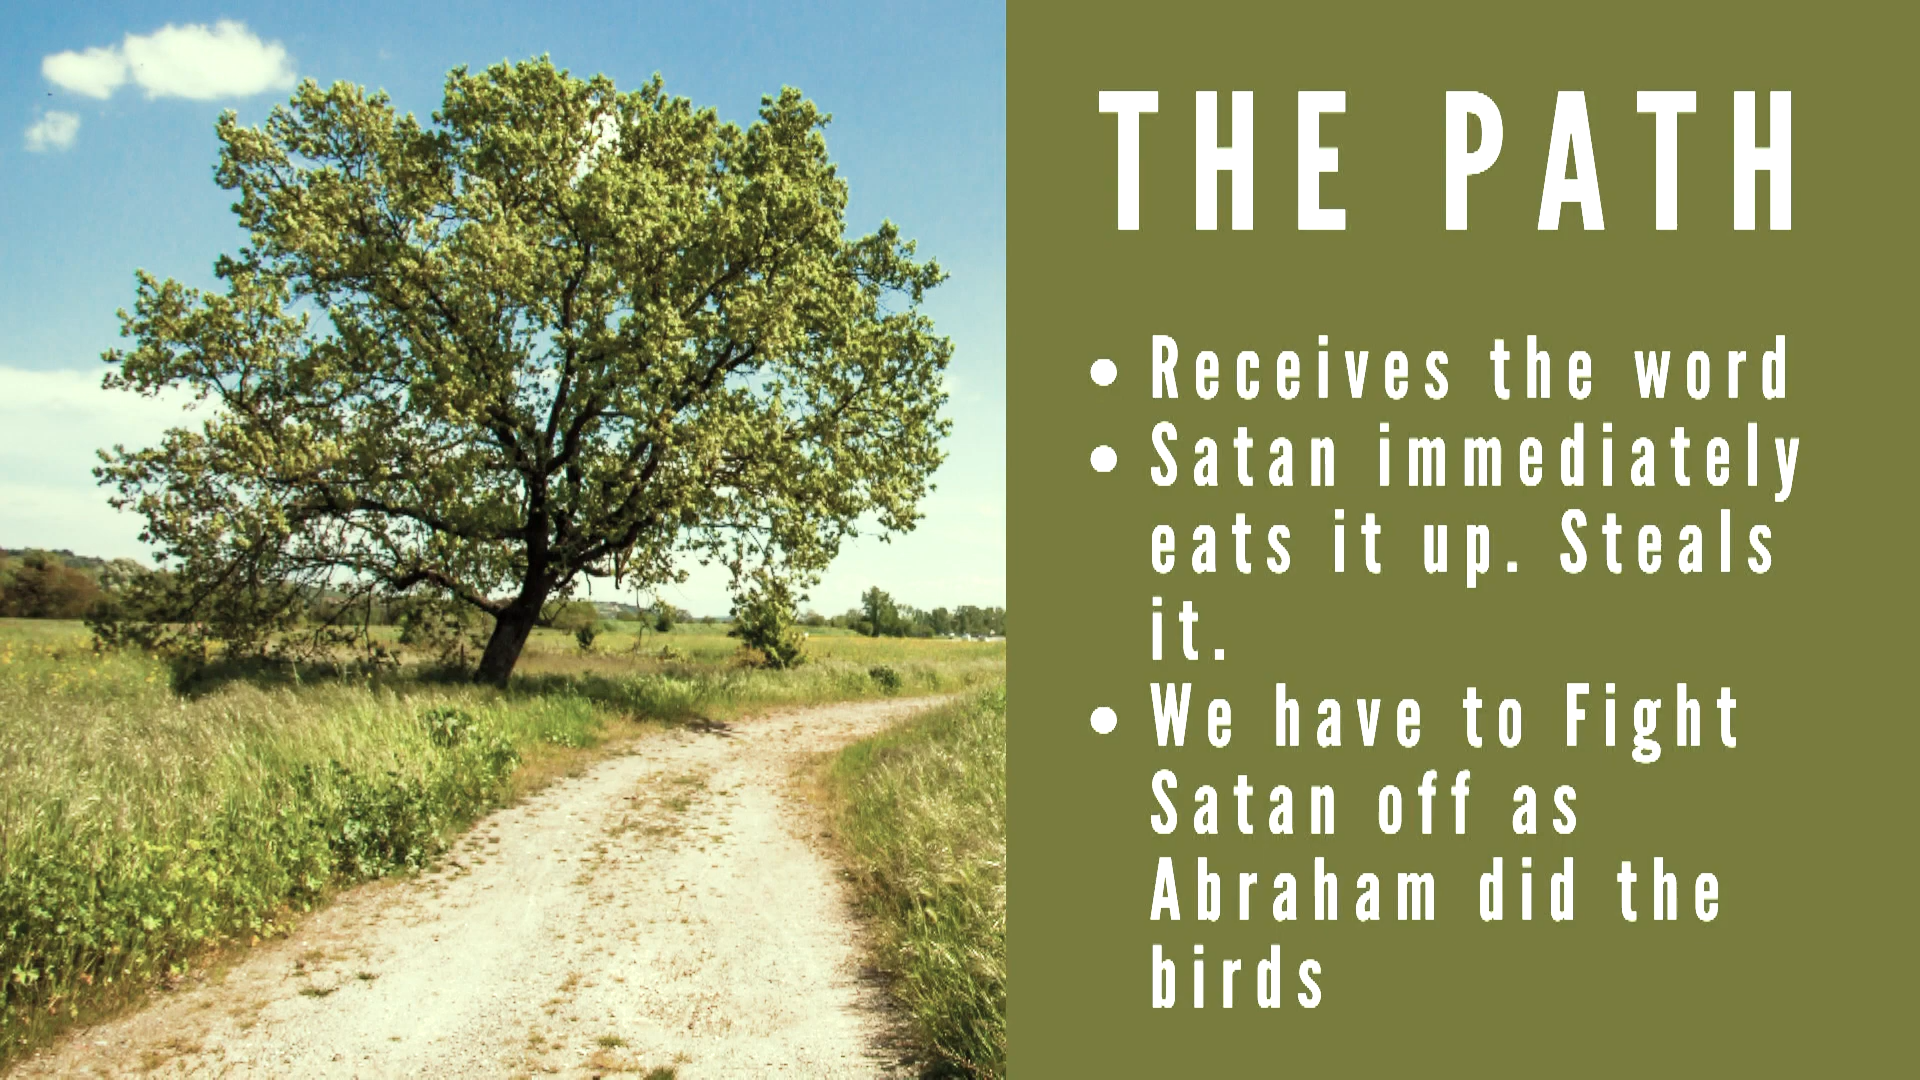 THE PATH
• Receives the word
• Satan immediately
eats it up. Steals
it.
• We have to Fight
Satan off as
Abraham did the
birds